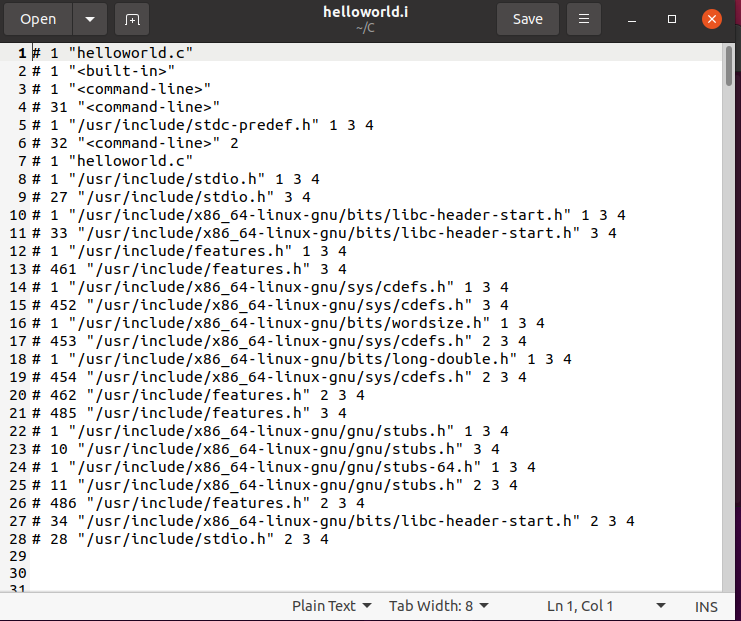 Open
helloworld.i
~/C
Save
1 # 1 "helloworld.c"
2 # 1 "<built-in>"
3 # 1 "<command-line>"
4 # 31 "<command-line>"
5 # 1 "/usr/include/stdc-predef.h" 1 3 4
6 # 32 "<command-line>" 2
7 # 1 "helloworld.c"
8 # 1 "/usr/include/stdio.h" 1 3 4
9 # 27 "/usr/include/stdio.h" 3 4
10 # 1 "/usr/include/x86_64-linux-gnu/bits/libc-header-start.h" 1 3 4
11 # 33 "/usr/include/x86_64-linux-gnu/bits/libc-header-start.h" 3 4
12 # 1 "/usr/include/features.h" 1 3 4
13 # 461 "/usr/include/features.h" 3 4
14 # 1 "/usr/include/x86_64-linux-gnu/sys/cdefs.h" 1 3 4
15 # 452 "/usr/include/x86_64-linux-gnu/sys/cdefs.h" 3 4
16 # 1 "/usr/include/x86_64-linux-gnu/bits/wordsize.h" 1 3 4
17 # 453 "/usr/include/x86_64-linux-gnu/sys/cdefs.h" 2 3 4
18 # 1 "/usr/include/x86_64-linux-gnu/bits/long-double.h" 1 3 4
19 # 454 "/usr/include/x86_64-linux-gnu/sys/cdefs.h" 2 3 4
20 # 462 "/usr/include/features.h" 2 3 4
21 # 485 "/usr/include/features.h" 3 4
22 # 1 "/usr/include/x86_64-linux-gnu/gnu/stubs.h" 1 3 4
23 # 10 "/usr/include/x86_64-linux-gnu/gnu/stubs.h" 3 4
24 # 1 "/usr/include/x86_64-linux-gnu/gnu/stubs-64.h" 1 3 4
25 # 11 "/usr/include/x86_64-linux-gnu/gnu/stubs.h" 2 3 4
26 # 486 "/usr/include/features.h" 2 3 4
27 # 34 "/usr/include/x86_64-linux-gnu/bits/libc-header-start.h" 2 3 4
28 # 28 "/usr/include/stdio.h" 2 3 4
29
30
31
Plain Text Tab Width: 8 Ln 1, Col 1 INS